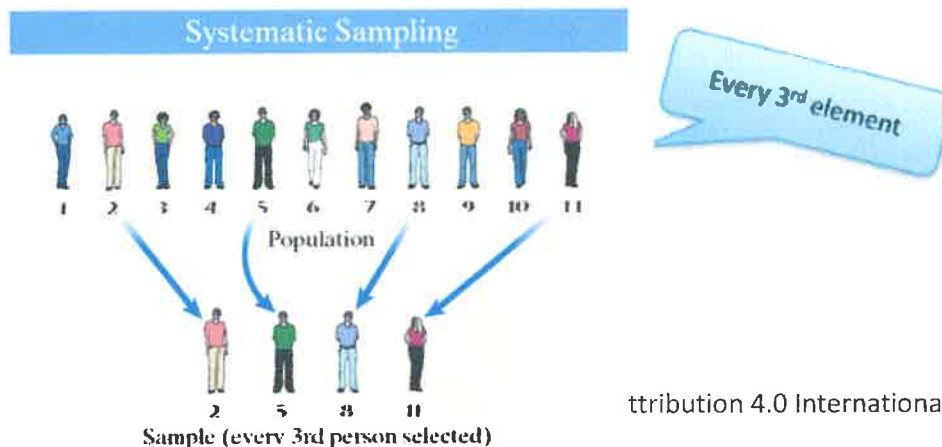 Systematic Sampling
Every 3rd element
1 2 3 4 5 6 7 8 9 10 11
Population
2 5 8 11
Sample (every 3rd person selected)
ttribution 4.0 Internationa